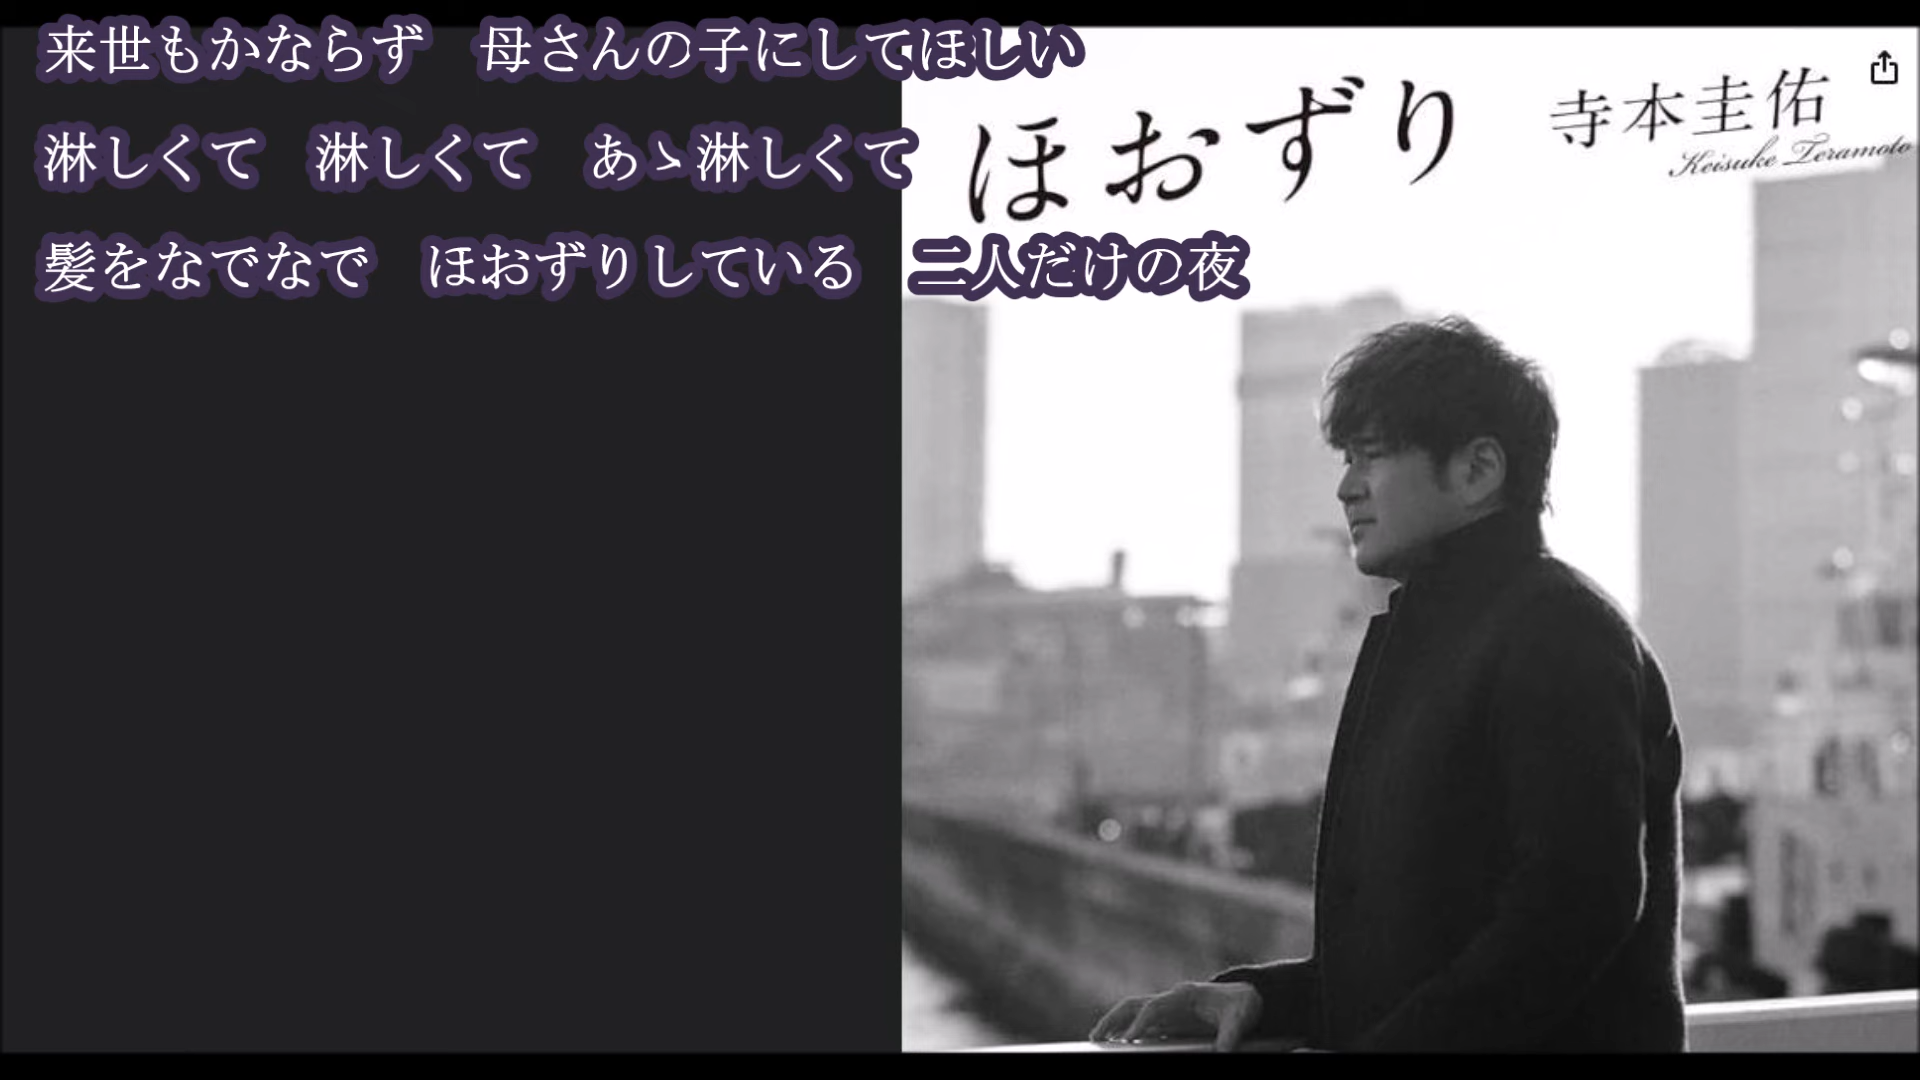 来世もかならず　母さんの子にしてほしい
淋しくて　淋しくて　あゝ淋しくて
髪をなでなで　ほおずりしている　二人だけの夜
ほおずり
寺本圭佑
Keisuke Teramoto